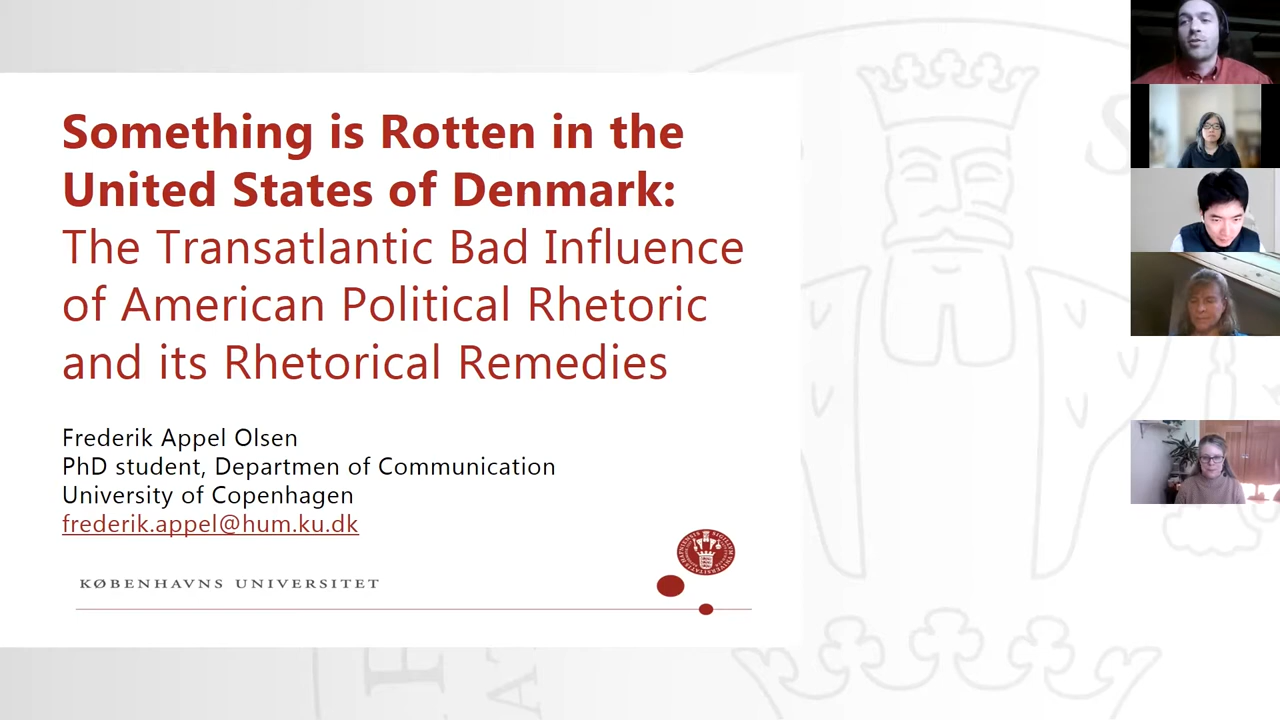 Something is Rotten in the
United States of Denmark:
The Transatlantic Bad Influence
of American Political Rhetoric
and its Rhetorical Remedies
Frederik Appel Olsen
PhD student, Departmen of Communication
University of Copenhagen
frederik.appel@hum.ku.dk
KØBENHAVNS UNIVERSITET